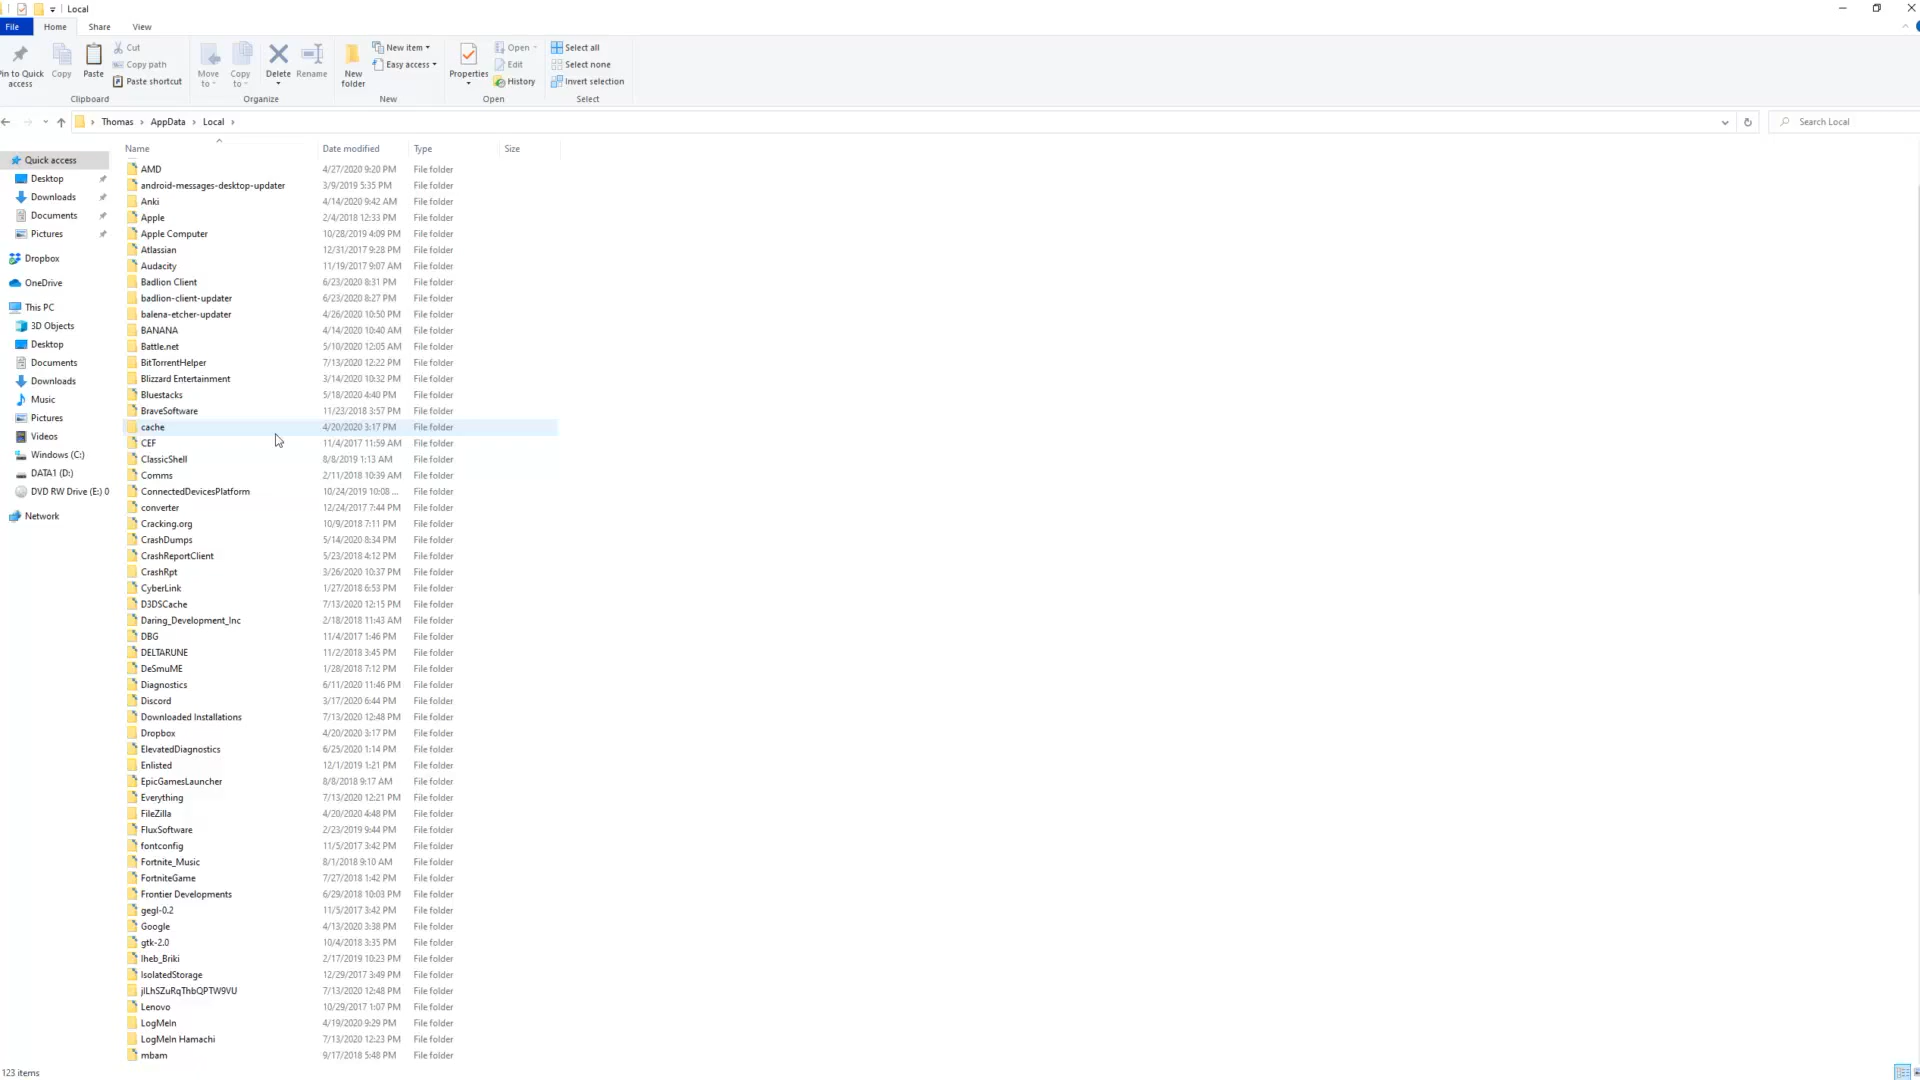 Local
File Home Share View
Pin to Quick access
Copy
Paste
Cut
Copy path
Paste shortcut
Clipboard
Move to
Copy to
Delete
Rename
Organize
New folder
New item
Easy access
New
Properties
Open
Edit
History
Open
Select all
Select none
Invert selection
Select
Thomas › AppData › Local ›
Search Local
Quick access
Desktop
Downloads
Documents
Pictures
Dropbox
OneDrive
This PC
3D Objects
Desktop
Documents
Downloads
Music
Pictures
Videos
Windows (C:)
DATA1 (D:)
DVD RW Drive (E:) 0
Network
Name Date modified Type Size
AMD 4/27/2020 9:20 PM File folder
android-messages-desktop-updater 3/9/2019 5:35 PM File folder
Anki 4/14/2020 9:42 AM File folder
Apple 2/4/2018 12:33 PM File folder
Apple Computer 10/28/2019 4:09 PM File folder
Atlassian 12/31/2017 9:28 PM File folder
Audacity 11/19/2017 9:07 AM File folder
Badlion Client 6/23/2020 8:31 PM File folder
badlion-client-updater 6/23/2020 8:27 PM File folder
balena-etcher-updater 4/26/2020 10:50 PM File folder
BANANA 4/14/2020 10:40 AM File folder
Battle.net 5/10/2020 12:05 AM File folder
BitTorrentHelper 7/13/2020 12:22 PM File folder
Blizzard Entertainment 3/14/2020 10:32 PM File folder
Bluestacks 5/18/2020 4:40 PM File folder
BraveSoftware 11/23/2018 3:57 PM File folder
cache 4/20/2020 3:17 PM File folder
CEF 11/4/2017 11:59 AM File folder
ClassicShell 8/8/2019 1:13 AM File folder
Comms 2/11/2018 10:39 AM File folder
ConnectedDevicesPlatform 10/24/2019 10:08 ... File folder
converter 12/24/2017 7:44 PM File folder
Cracking.org 10/9/2018 7:11 PM File folder
CrashDumps 5/14/2020 8:34 PM File folder
CrashReportClient 5/23/2018 4:12 PM File folder
CrashRpt 3/26/2020 10:37 PM File folder
CyberLink 1/27/2018 6:53 PM File folder
D3DSCache 7/13/2020 12:15 PM File folder
Daring_Development_Inc 2/18/2018 11:43 AM File folder
DBG 11/4/2017 1:46 PM File folder
DELTARUNE 11/2/2018 3:45 PM File folder
DeSmuME 1/28/2018 7:12 PM File folder
Diagnostics 6/11/2020 11:46 PM File folder
Discord 3/17/2020 6:44 PM File folder
Downloaded Installations 7/13/2020 12:48 PM File folder
Dropbox 4/20/2020 3:17 PM File folder
ElevatedDiagnostics 6/25/2020 1:14 PM File folder
Enlisted 12/1/2019 1:21 PM File folder
EpicGamesLauncher 8/8/2018 9:17 AM File folder
Everything 7/13/2020 12:21 PM File folder
FileZilla 4/20/2020 4:48 PM File folder
FluxSoftware 2/23/2019 9:44 PM File folder
fontconfig 11/5/2017 3:42 PM File folder
Fortnite_Music 8/1/2018 9:10 AM File folder
FortniteGame 7/27/2018 1:42 PM File folder
Frontier Developments 6/29/2018 10:03 PM File folder
gegl-0.2 11/5/2017 3:42 PM File folder
Google 4/13/2020 3:38 PM File folder
gtk-2.0 10/4/2018 3:35 PM File folder
Iheb_Briki 2/17/2019 10:23 PM File folder
IsolatedStorage 12/29/2017 3:49 PM File folder
jlLhSZuRqThbQPTW9VU 7/13/2020 12:48 PM File folder
Lenovo 10/29/2017 1:07 PM File folder
LogMeIn 4/19/2020 9:29 PM File folder
LogMeIn Hamachi 7/13/2020 12:23 PM File folder
mbam 9/17/2018 5:48 PM File folder
123 items